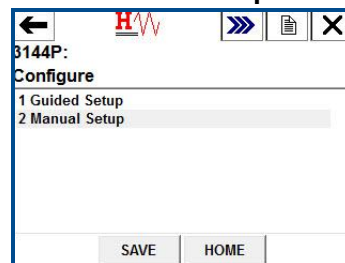 H
3144P:
Configure
1 Guided Setup
2 Manual Setup
SAVE HOME